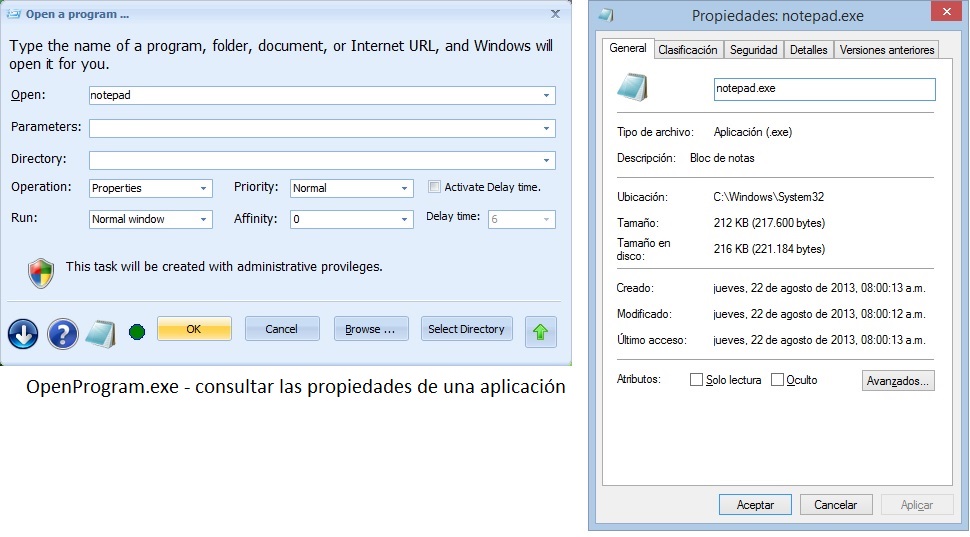 Open a program ...
Type the name of a program, folder, document, or Internet URL, and Windows will
open it for you.
Open: notepad
Parameters:
Directory:
Operation: Properties Priority: Normal Activate Delay time.
Run: Normal window Affinity: 0 Delay time: 6
This task will be created with administrative provileges.
OK Cancel Browse ... Select Directory
OpenProgram.exe - consultar las propiedades de una aplicación
Propiedades: notepad.exe
General Clasificación Seguridad Detalles Versiones anteriores
notepad.exe
Tipo de archivo: Aplicación (.exe)
Descripción: Bloc de notas
Ubicación: C:\Windows\System32
Tamaño: 212 KB (217.600 bytes)
Tamaño en
disco: 216 KB (221.184 bytes)
Creado: jueves, 22 de agosto de 2013, 08:00:13 a.m.
Modificado: jueves, 22 de agosto de 2013, 08:00:12 a.m.
Último acceso: jueves, 22 de agosto de 2013, 08:00:13 a.m.
Atributos: Solo lectura Oculto Avanzados...
Aceptar Cancelar Aplicar